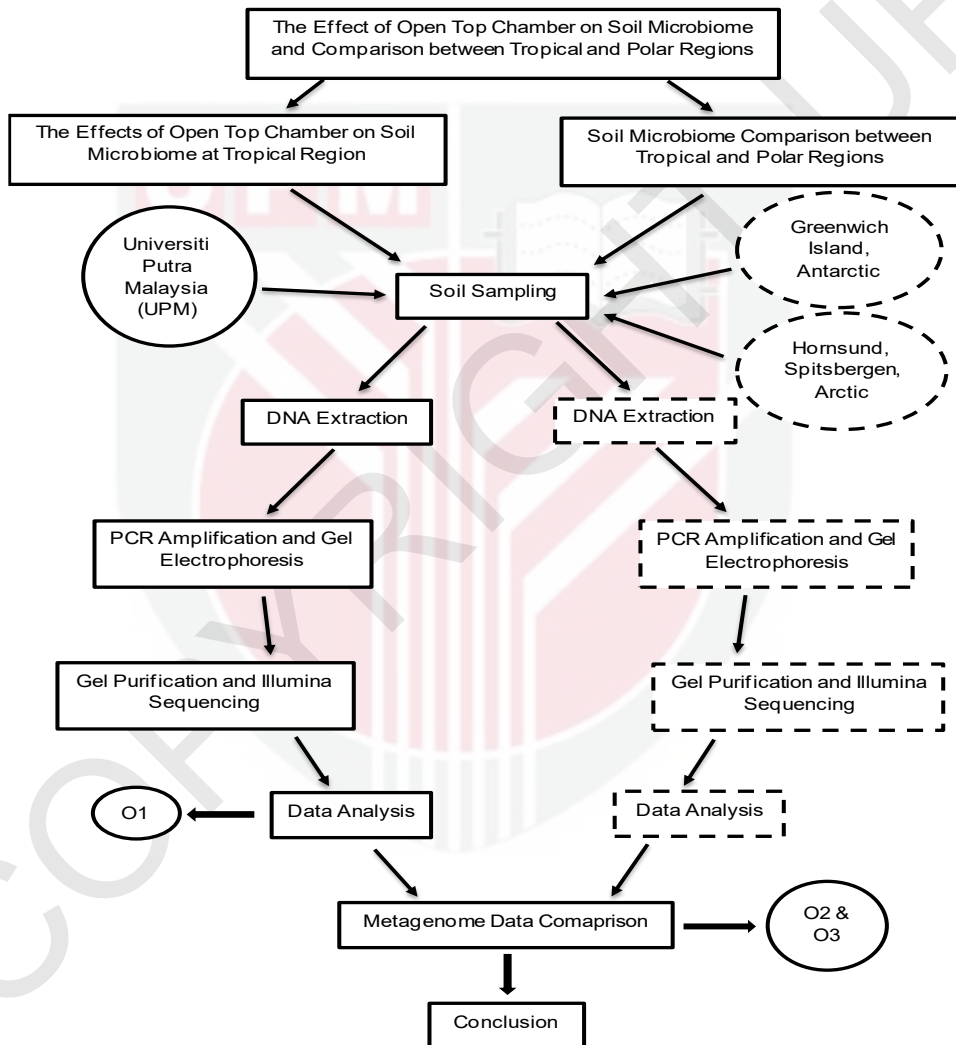 The Effect of Open Top Chamber on Soil Microbiome
and Comparison between Tropical and Polar Regions
The Effects of Open Top Chamber on Soil
Microbiome at Tropical Region
Soil Microbiome Comparison between
Tropical and Polar Regions
UPM
Universiti
Putra
Malaysia
(UPM)
Greenwich
Island,
Antarctic
Soil Sampling
Hornsund,
Spitsbergen,
Arctic
DNA Extraction
DNA Extraction
PCR Amplification and Gel
Electrophoresis
PCR Amplification and Gel
Electrophoresis
Gel Purification and Illumina
Sequencing
Gel Purification and Illumina
Sequencing
O1
Data Analysis
Data Analysis
Metagenome Data Comaprison
O2 &
O3
Conclusion
COPYRIGHT UP